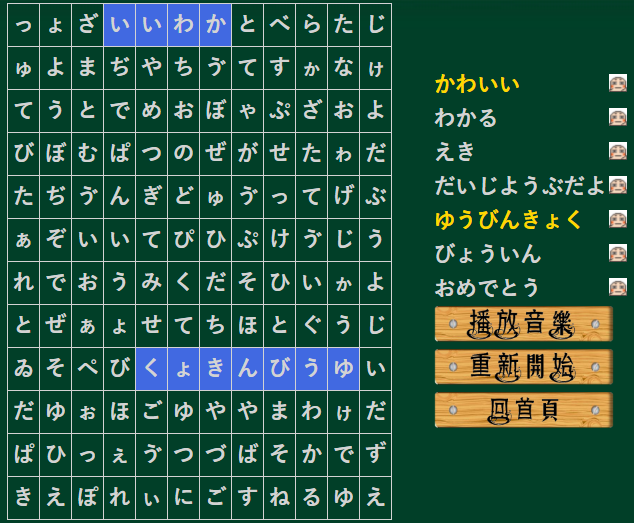 っょざいいわかとべらたじ
ゅよまぢやちゔてすゕなゖ
てうとでめおぼゃぷざおよ
びぼむぱつのぜがせたゎだ
たぢゔんぎどゅゔってげぶ
ぁぞいいてぴひぷけゔじう
れでおうみくだそひいゕよ
とぜぁょせてちほとぐうじ
ゐそぺびくょきんびうゆい
だゆぉほごゆややまわゖだ
ぱひっぇゔつづばそかでず
きえぽれぃにごすねるゆえ
かわいい
わかる
えき
だいじようぶだよ
ゆうびんきょく
びょういん
おめでとう
播放音樂
重新開始
回首頁